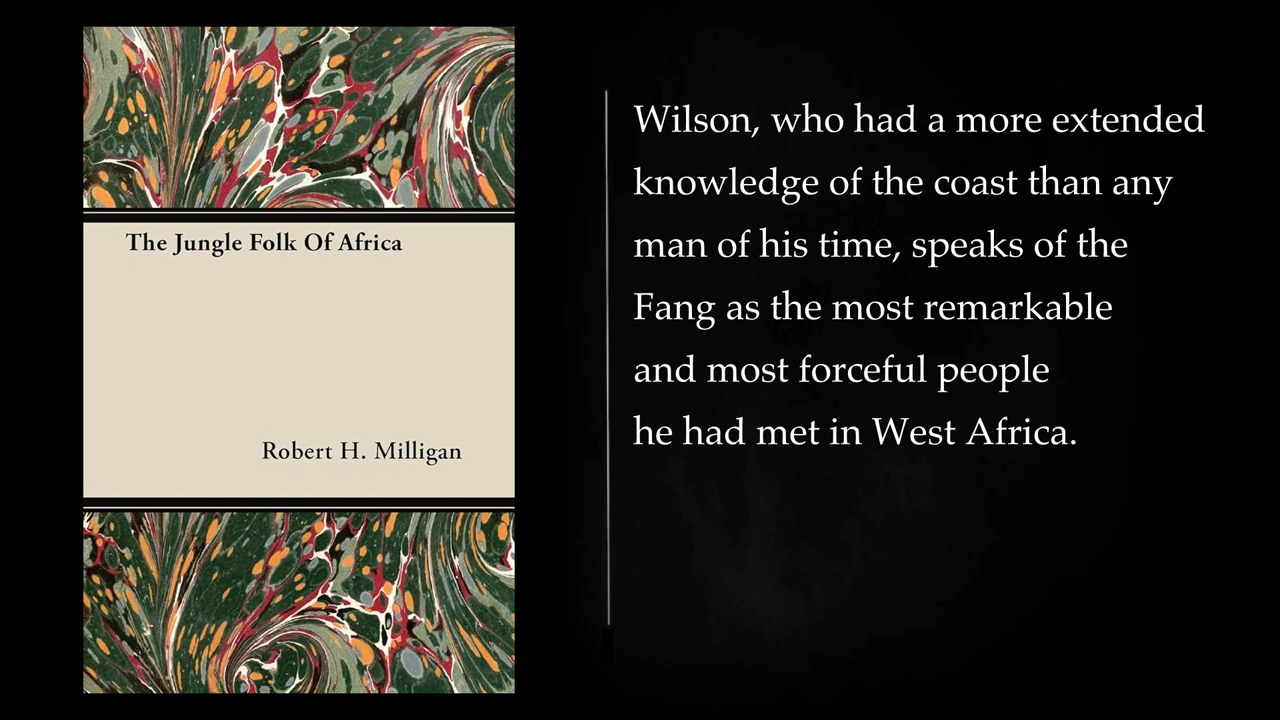 The Jungle Folk Of Africa
Robert H. Milligan
Wilson, who had a more extended
knowledge of the coast than any
man of his time, speaks of the
Fang as the most remarkable
and most forceful people
he had met in West Africa.